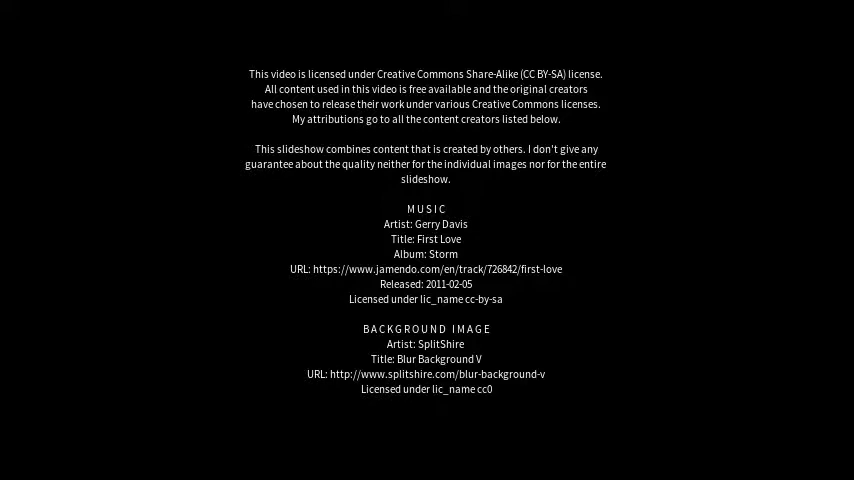 This video is licensed under Creative Commons Share-Alike (CC BY-SA) license.
All content used in this video is free available and the original creators
have chosen to release their work under various Creative Commons licenses.
My attributions go to all the content creators listed below.
This slideshow combines content that is created by others. I don't give any
guarantee about the quality neither for the individual images nor for the entire
slideshow.
MUSIC
Artist: Gerry Davis
Title: First Love
Album: Storm
URL: https://www.jamendo.com/en/track/726842/first-love
Released: 2011-02-05
Licensed under lic_name cc-by-sa
BACKGROUND IMAGE
Artist: SplitShire
Title: Blur Background V
URL: http://www.splitshire.com/blur-background-v
Licensed under lic_name cc0